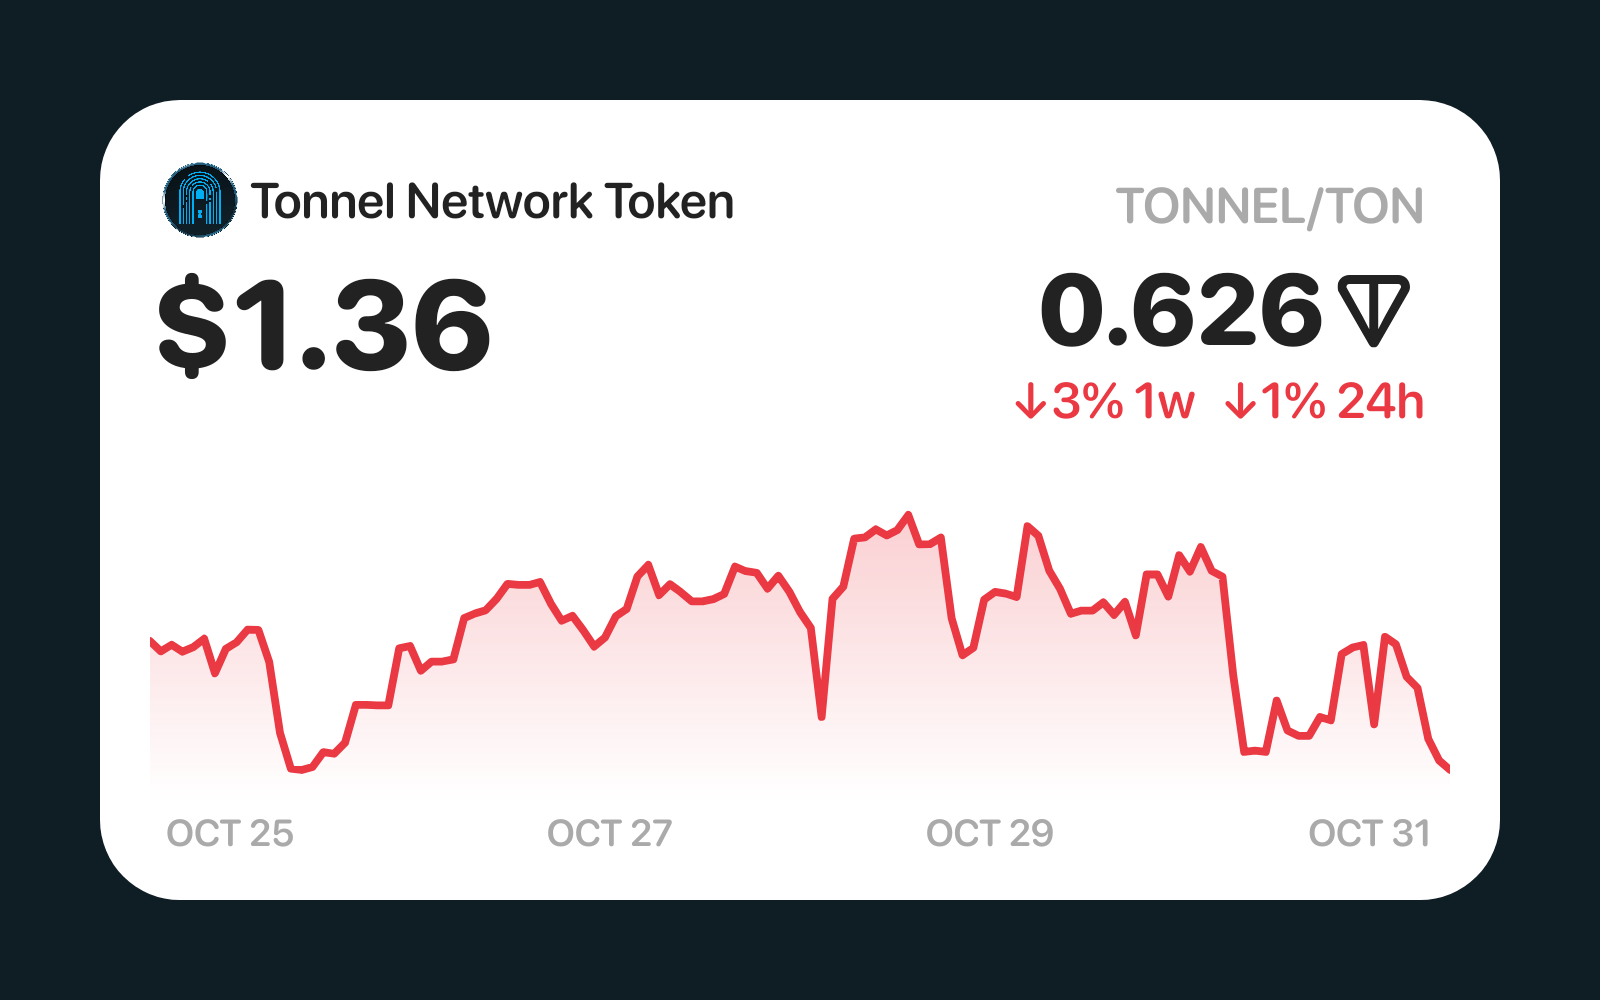 Tonnel Network Token
TONNEL/TON
$1.36
0.626
↓3% 1w ↓1% 24h
OCT 25 OCT 27 OCT 29 OCT 31